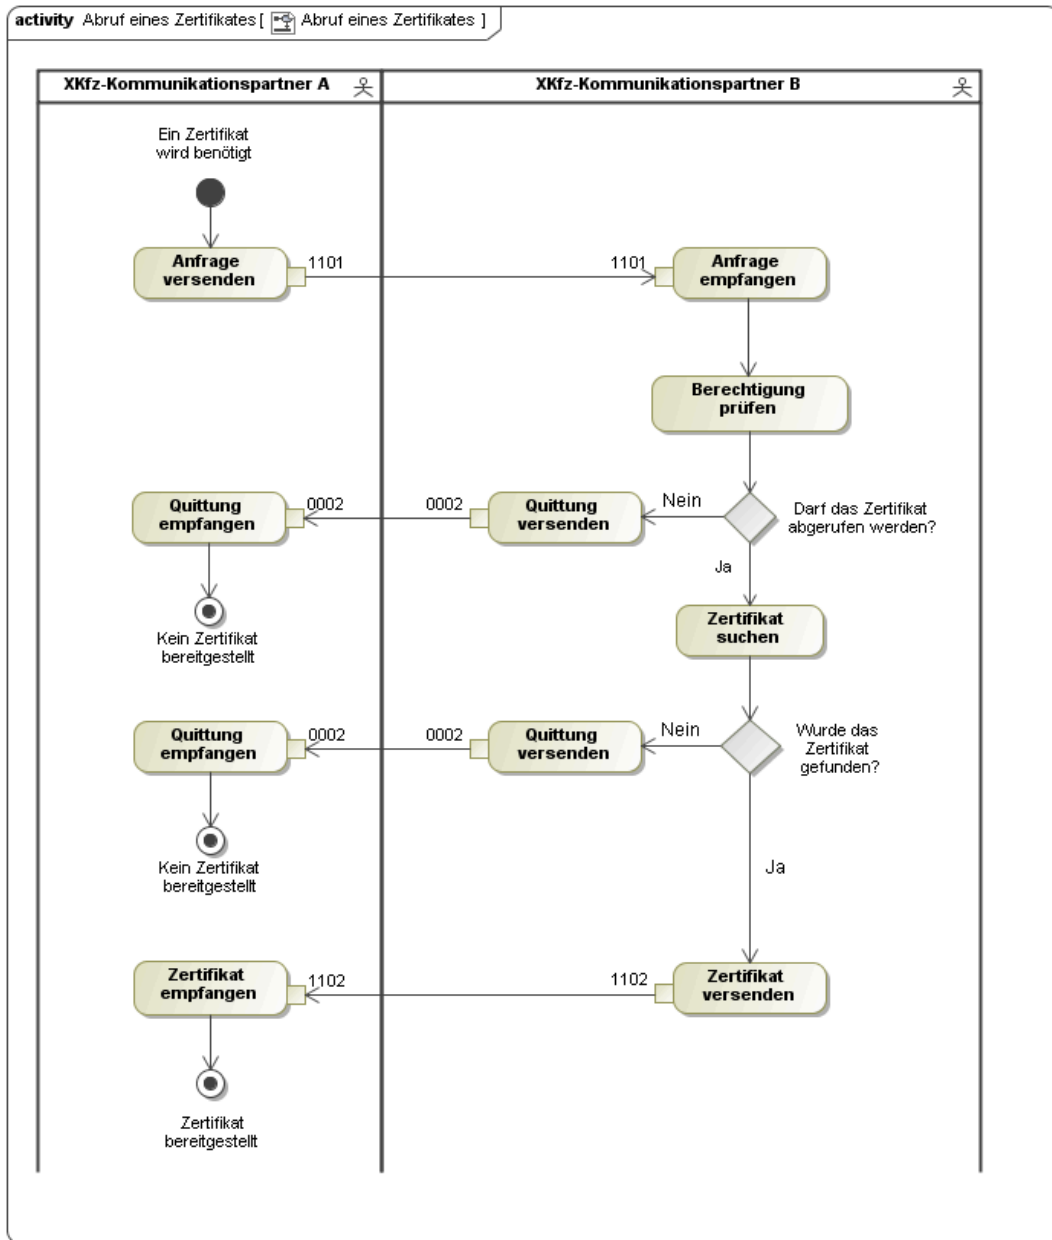 activity Abruf eines Zertifikates [ Abruf eines Zertifikates ]
XKfz-Kommunikationspartner A
XKfz-Kommunikationspartner B
Ein Zertifikat
wird benötigt
Anfrage
versenden
1101
1101
Anfrage
empfangen
Berechtigung
prüfen
Quittung
empfangen
0002
0002
Quittung
versenden
Nein
Darf das Zertifikat
abgerufen werden?
Ja
Kein Zertifikat
bereitgestellt
Zertifikat
suchen
Quittung
empfangen
0002
0002
Quittung
versenden
Nein
Wurde das
Zertifikat
gefunden?
Kein Zertifikat
bereitgestellt
Ja
Zertifikat
empfangen
1102
1102
Zertifikat
versenden
Zertifikat
bereitgestellt